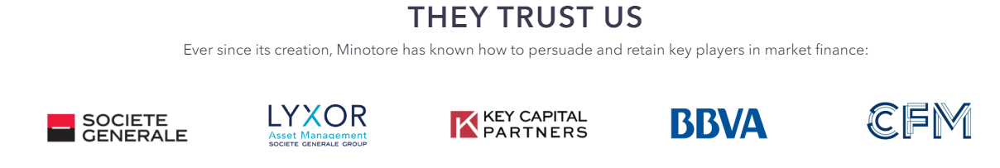 THEY TRUST US
Ever since its creation, Minotore has known how to persuade and retain key players in market finance:
SOCIETE
GENERALE
LYXOR
Asset Management
SOCIETE GENERALE GROUP
KEY CAPITAL
PARTNERS
BBVA
CFM